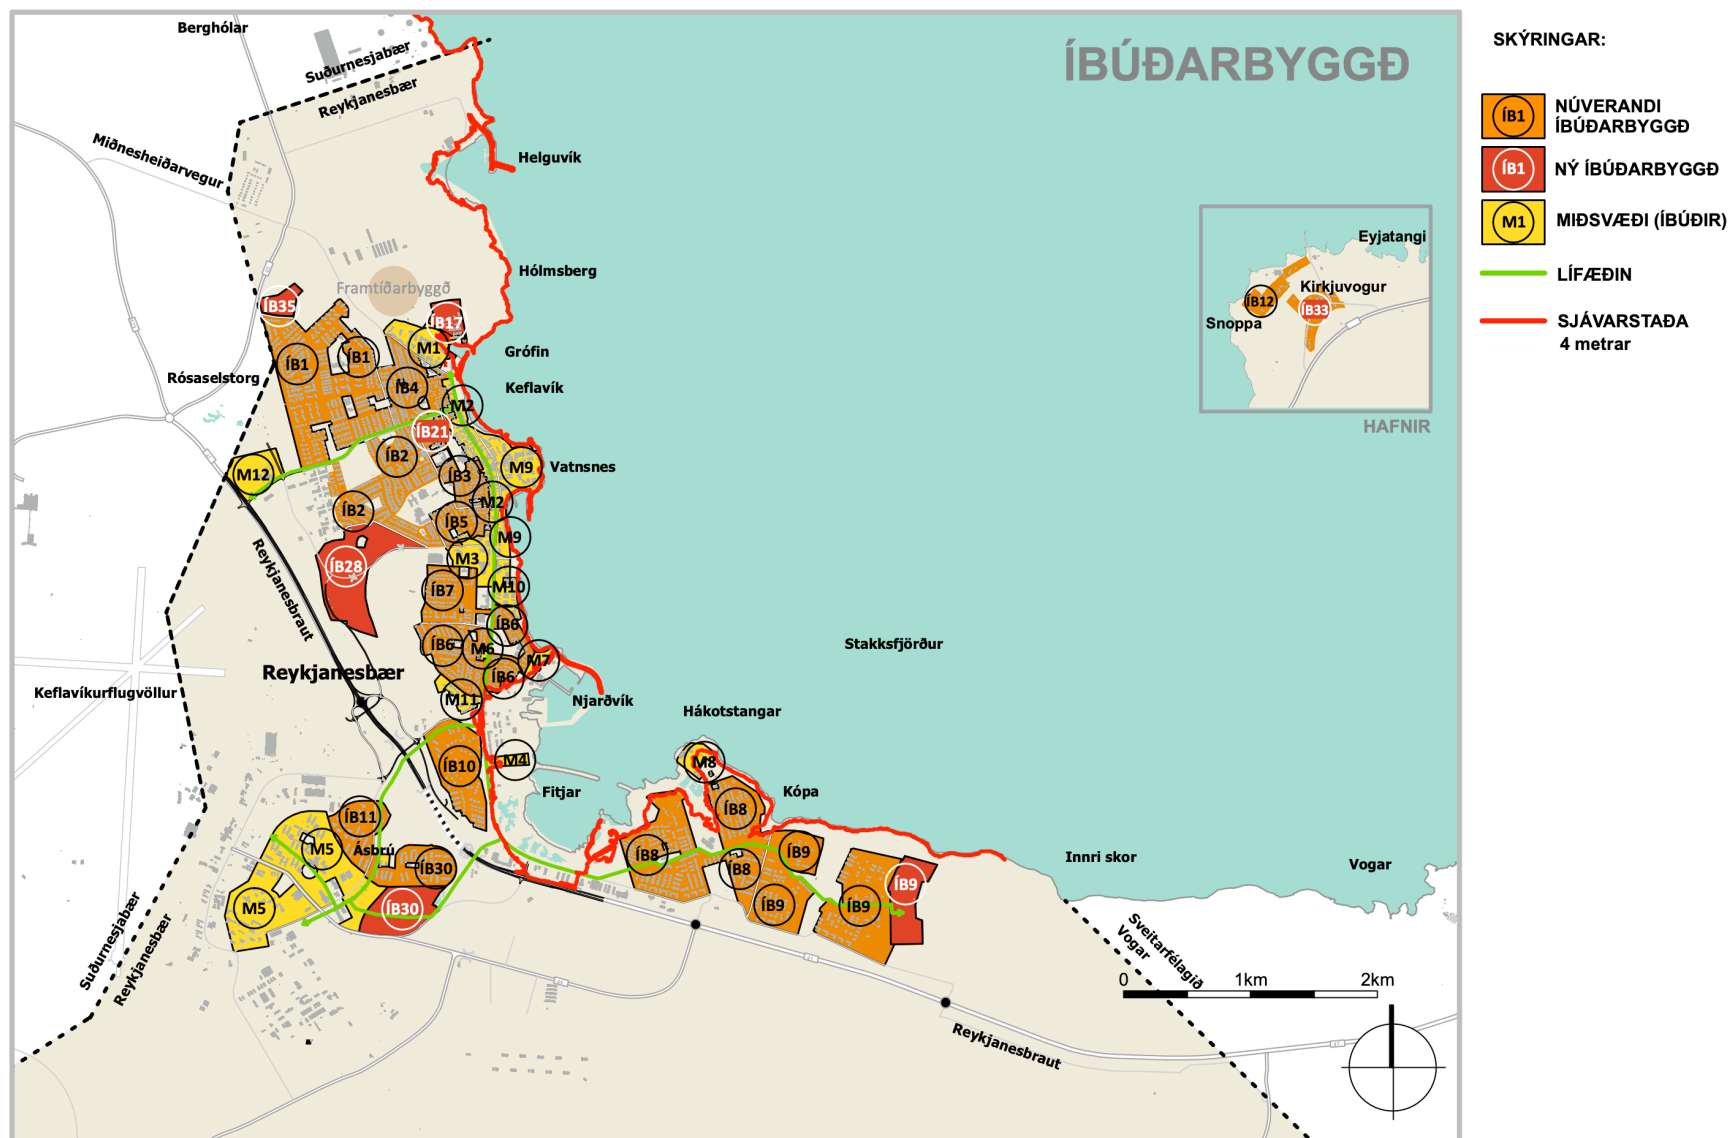 ÍBÚÐARBYGGÐ
SKÝRINGAR:
ÍB1
NÚVERANDI
ÍBÚÐARBYGGÐ
ÍB1
NÝ ÍBÚÐARBYGGÐ
M1
MIÐSVÆÐI (ÍBÚÐIR)
LÍFÆÐIN
SJÁVARSTAÐA
4 metrar
Berghólar
Suðurnesjabær
Reykjanesbær
Miðnesheiðarvegur
Helguvík
Hólmsberg
Framtíðarbyggð
ÍB35
ÍB17
M1
ÍB1
ÍB1
Grófin
Rósaselstorg
ÍB4
Keflavík
M2
ÍB21
ÍB2
M9
Vatnsnes
M12
ÍB3
M2
ÍB2
ÍB5
M9
M3
ÍB28
Reykjanesbraut
ÍB7
M10
ÍB6
ÍB6
M6
M7
ÍB6
Stakksfjörður
Reykjanesbær
Keflavíkurflugvöllur
M11
Njarðvík
Hákotstangar
ÍB10
M4
M8
Fitjar
Kópa
ÍB8
ÍB11
M5
Ásbrú
ÍB8
ÍB9
ÍB30
ÍB8
Innri skor
Vogar
ÍB9
M5
ÍB30
ÍB9
ÍB9
Suðurnesjabær
Reykjanesbær
Sveitarfélagið
Vogar
0 1km 2km
Reykjanesbraut
Eyjatangi
Kirkjuvogur
ÍB12
ÍB33
Snoppa
HAFNIR